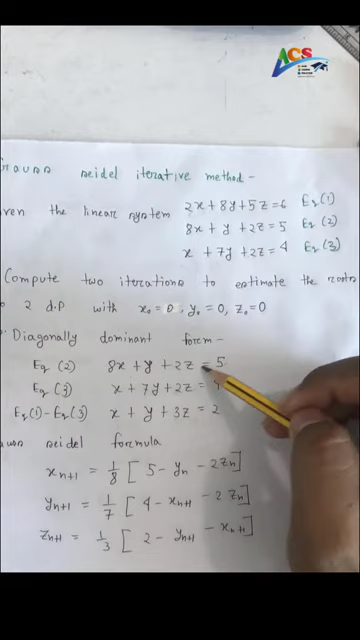 ACS
Gauss seidel iterative method -
the linear system 2x + 8y + 5z = 6 Eq (1)
8x + y + 2z = 5 Eq (2)
x + 7y + 2z = 4 Eq (3)
Compute two iterations to estimate the roots
2 d.p with x₀ = 0, y₀ = 0, z₀ = 0
Diagonally dominant form -
Eq (2) 8x + y + 2z = 5
Eq (3) x + 7y + 2z = 4
Eq (1) - Eq (3) x + y + 3z = 2
seidel formula
xₙ₊₁ = 1/8 [ 5 - yₙ - 2zₙ]
yₙ₊₁ = 1/7 [ 4 - xₙ₊₁ - 2 zₙ]
zₙ₊₁ = 1/3 [ 2 - yₙ₊₁ - xₙ₊₁]